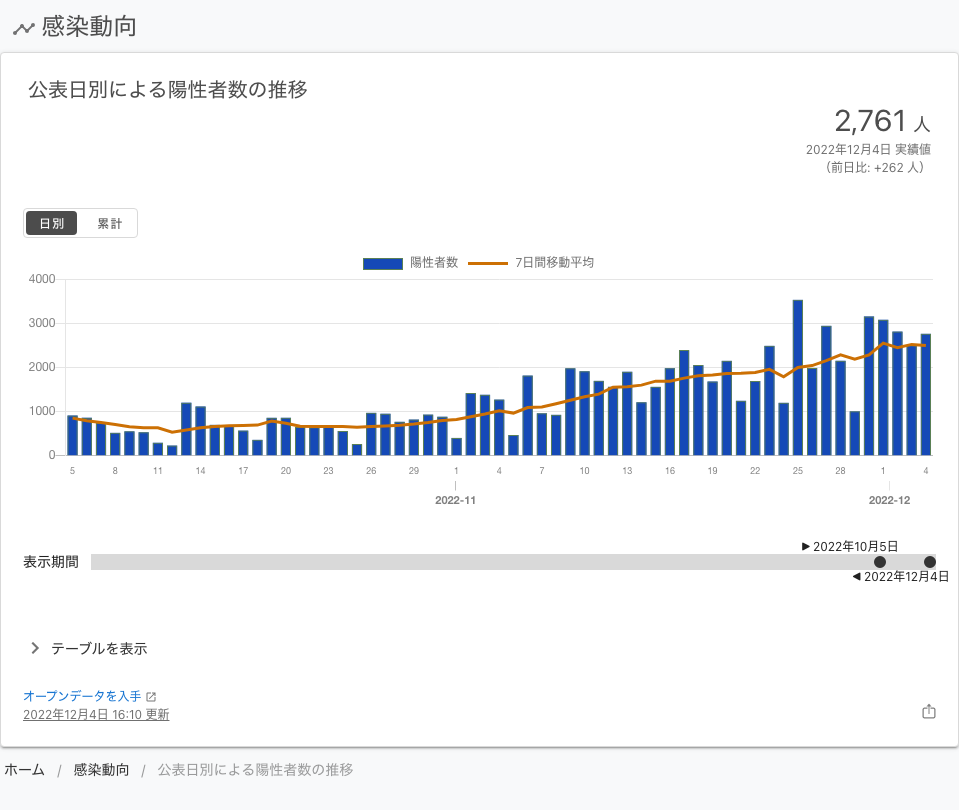 感染動向
公表日別による陽性者数の推移
2,761 人
2022年12月4日 実績値
（前日比: +262 人）
日別 累計
陽性者数 7日間移動平均
4000
3000
2000
1000
0
5 8 11 14 17 20 23 26 29 1 4 7 10 13 16 19 22 25 28 1 4
2022-11 2022-12
2022年10月5日
表示期間
2022年12月4日
テーブルを表示
オープンデータを入手
2022年12月4日 16:10 更新
ホーム / 感染動向 / 公表日別による陽性者数の推移